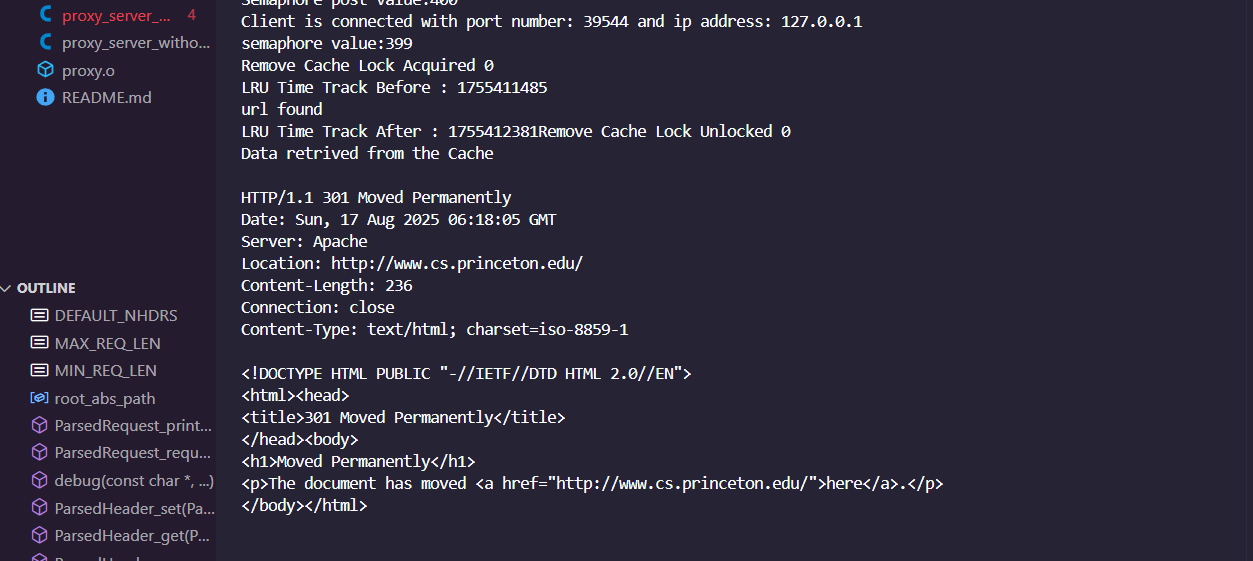 proxy_server_... 4
proxy_server_witho...
proxy.o
README.md
OUTLINE
DEFAULT_NHDRS
MAX_REQ_LEN
MIN_REQ_LEN
root_abs_path
ParsedRequest_print...
ParsedRequest_requ...
debug(const char *, ...)
ParsedHeader_set(Pa...
ParsedHeader_get(P...
Semaphore post value:400
Client is connected with port number: 39544 and ip address: 127.0.0.1
semaphore value:399
Remove Cache Lock Acquired 0
LRU Time Track Before : 1755411485
url found
LRU Time Track After : 1755412381Remove Cache Lock Unlocked 0
Data retrived from the Cache
HTTP/1.1 301 Moved Permanently
Date: Sun, 17 Aug 2025 06:18:05 GMT
Server: Apache
Location: http://www.cs.princeton.edu/
Content-Length: 236
Connection: close
Content-Type: text/html; charset=iso-8859-1
<!DOCTYPE HTML PUBLIC "-//IETF//DTD HTML 2.0//EN">
<html><head>
<title>301 Moved Permanently</title>
</head><body>
<h1>Moved Permanently</h1>
<p>The document has moved <a href="http://www.cs.princeton.edu/">here</a>.</p>
</body></html>